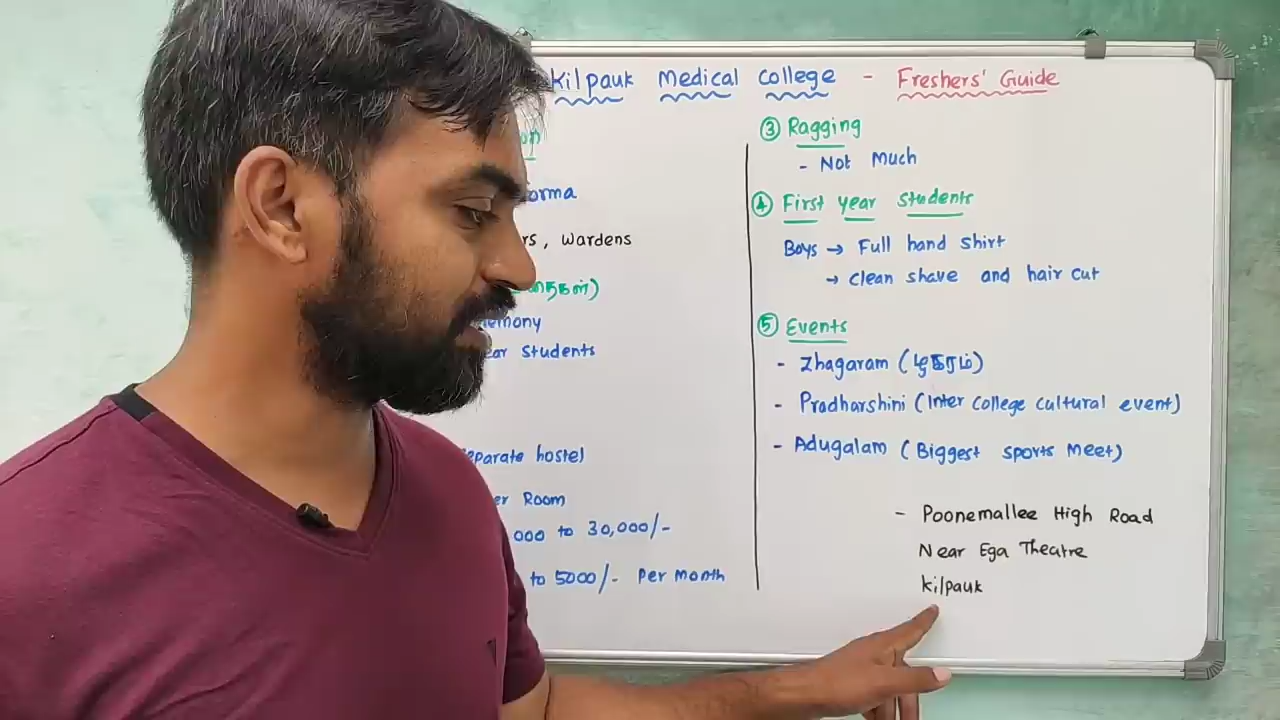 Kilpauk Medical College - Freshers' Guide
orma
rs, Wardens
emony
ear Students
eparate hostel
er Room
000 to 30,000/-
to 5000/- Per month
③ Ragging
- Not Much
④ First year Students
Boys → Full hand shirt
→ Clean shave and hair cut
⑤ Events
- Zhagaram (ழகரம்)
- Pradharshini (Inter College cultural event)
- Adugalam (Biggest sports Meet)
- Poonemallee High Road
Near Ega Theatre
Kilpauk